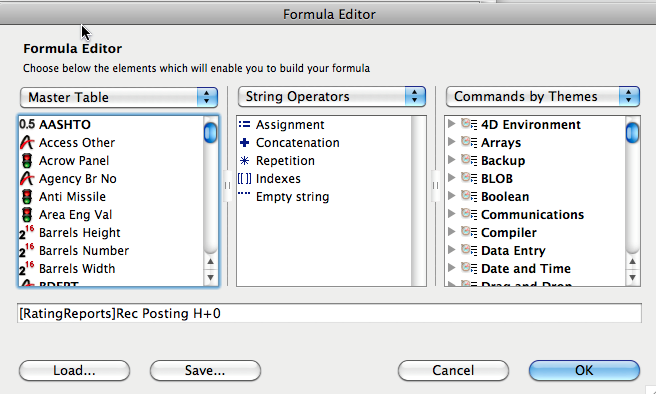 Formula Editor
Formula Editor
Choose below the elements which will enable you to build your formula
Master Table
String Operators
Commands by Themes
0.5 AASHTO
Access Other
Acrow Panel
Agency Br No
Anti Missile
Area Eng Val
2 16 Barrels Height
2 16 Barrels Number
2 16 Barrels Width
:= Assignment
+ Concatenation
* Repetition
[[]] Indexes
"" Empty string
4D Environment
Arrays
Backup
BLOB
Boolean
Communications
Compiler
Data Entry
Date and Time
Drag and Drop
[RatingReports]Rec Posting H+0
Load...
Save...
Cancel
OK